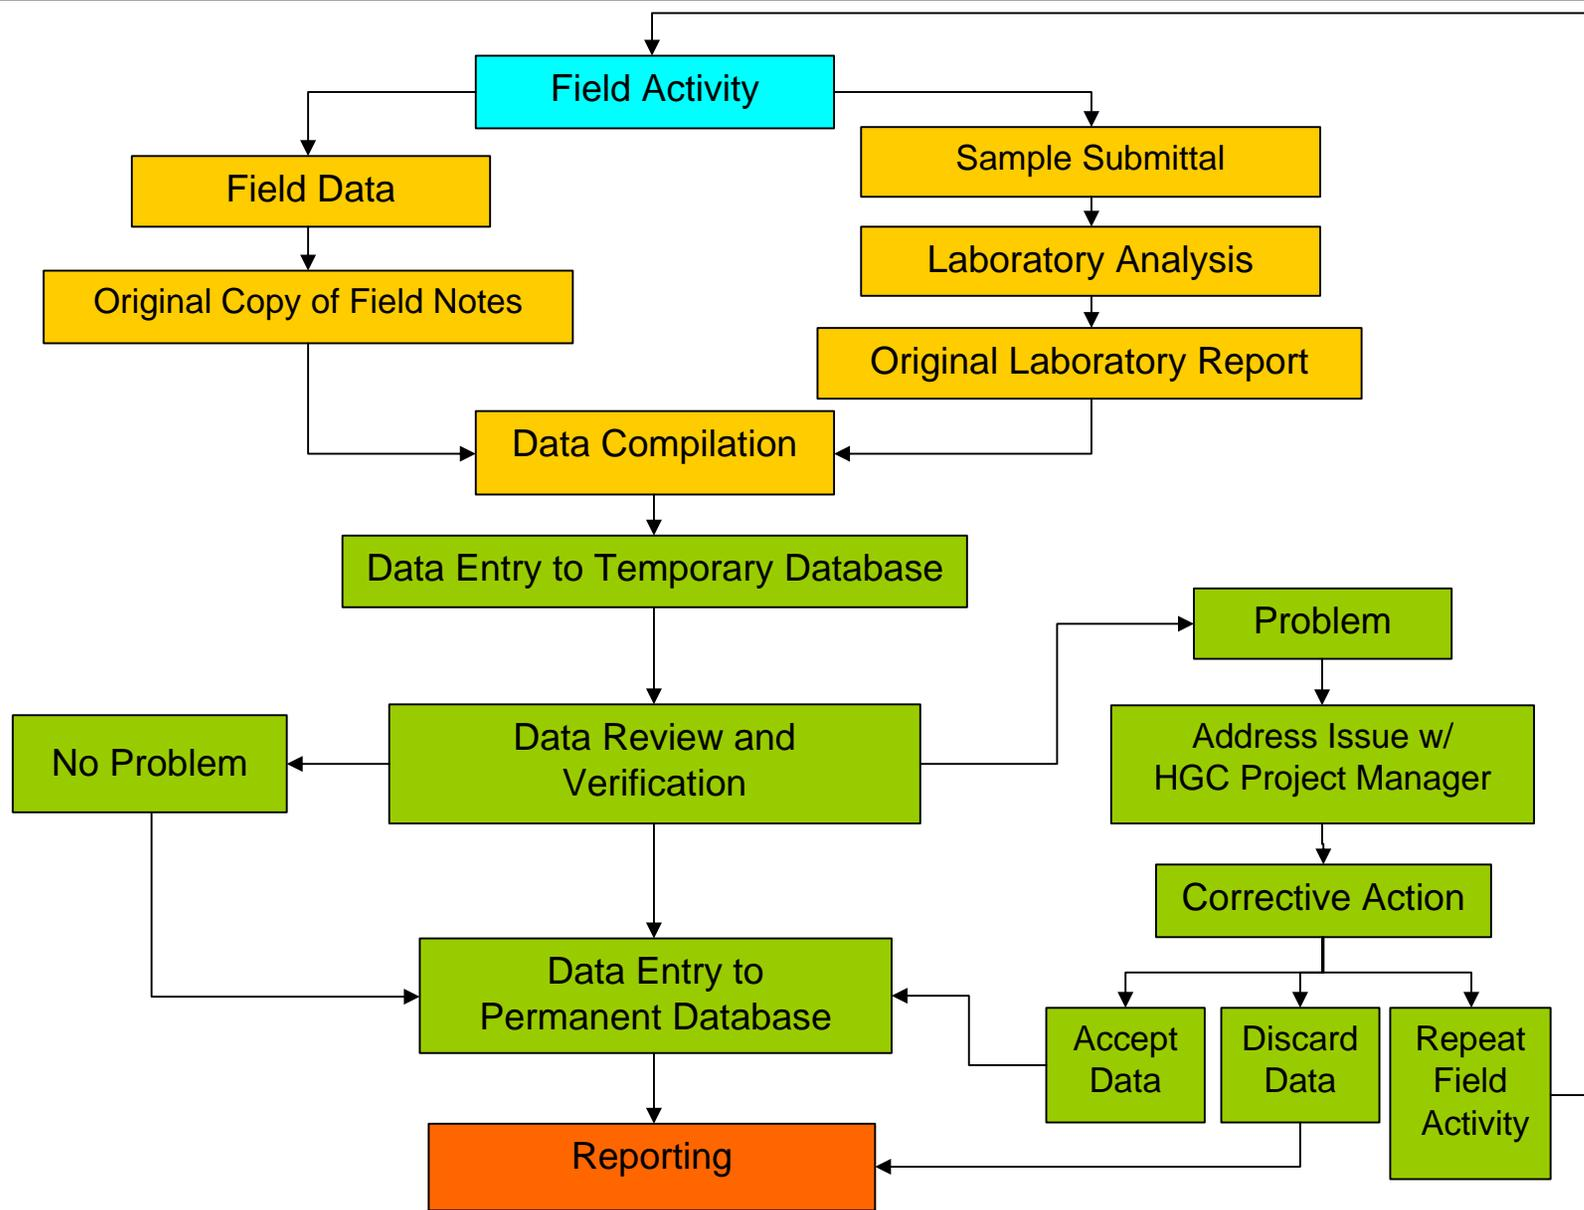 Field Activity
Field Data
Sample Submittal
Laboratory Analysis
Original Copy of Field Notes
Original Laboratory Report
Data Compilation
Data Entry to Temporary Database
Problem
No Problem
Data Review and
Verification
Address Issue w/
HGC Project Manager
Corrective Action
Data Entry to
Permanent Database
Accept
Data
Discard
Data
Repeat
Field
Activity
Reporting